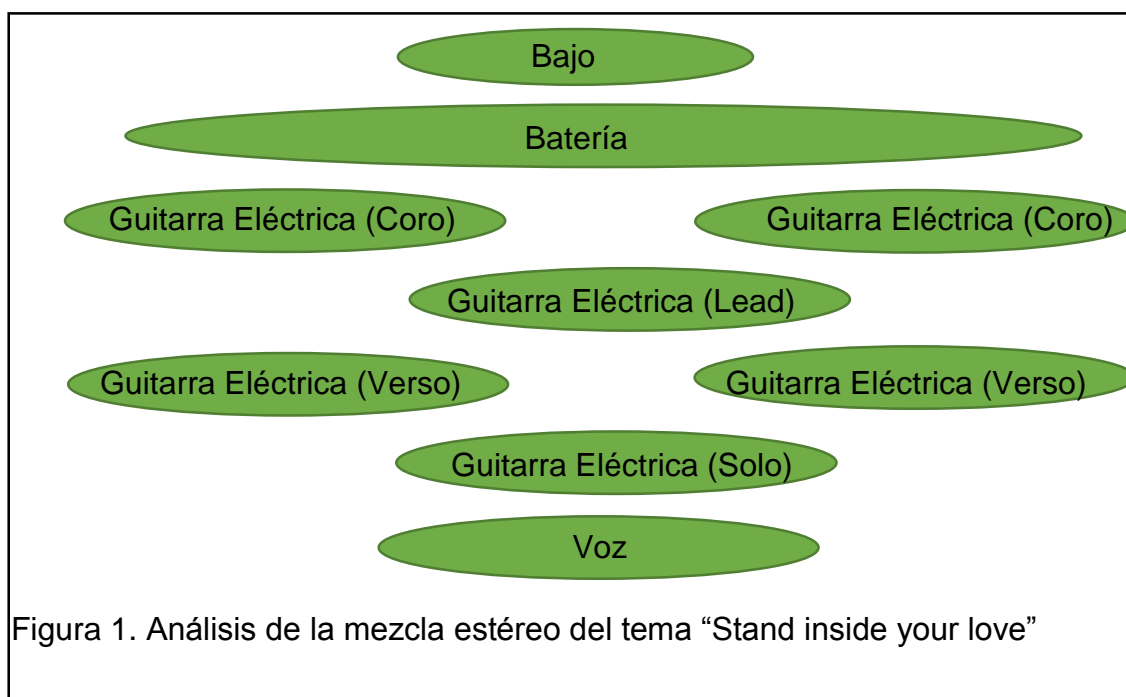 Bajo
Batería
Guitarra Eléctrica (Coro) Guitarra Eléctrica (Coro)
Guitarra Eléctrica (Lead)
Guitarra Eléctrica (Verso) Guitarra Eléctrica (Verso)
Guitarra Eléctrica (Solo)
Voz
Figura 1. Análisis de la mezcla estéreo del tema “Stand inside your love”